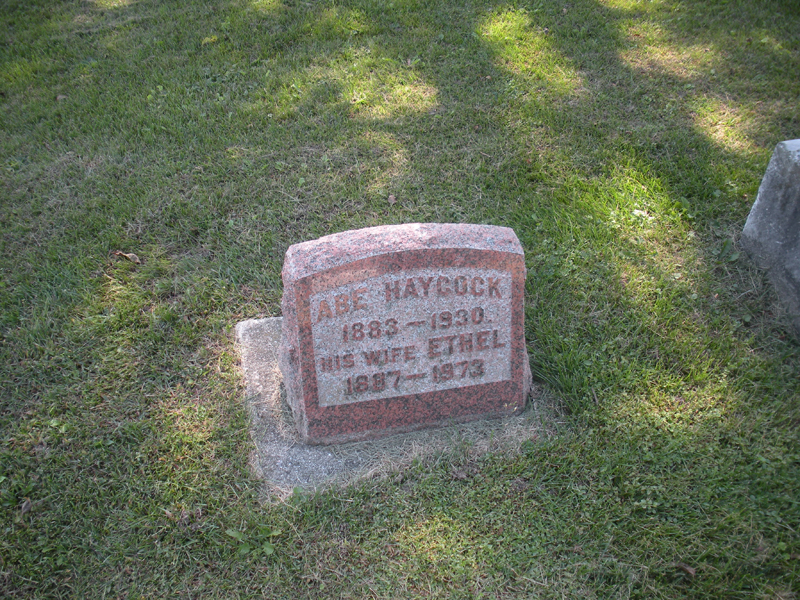 ABE HAYCOCK
1883—1930.
HIS WIFE ETHEL
1887—1973